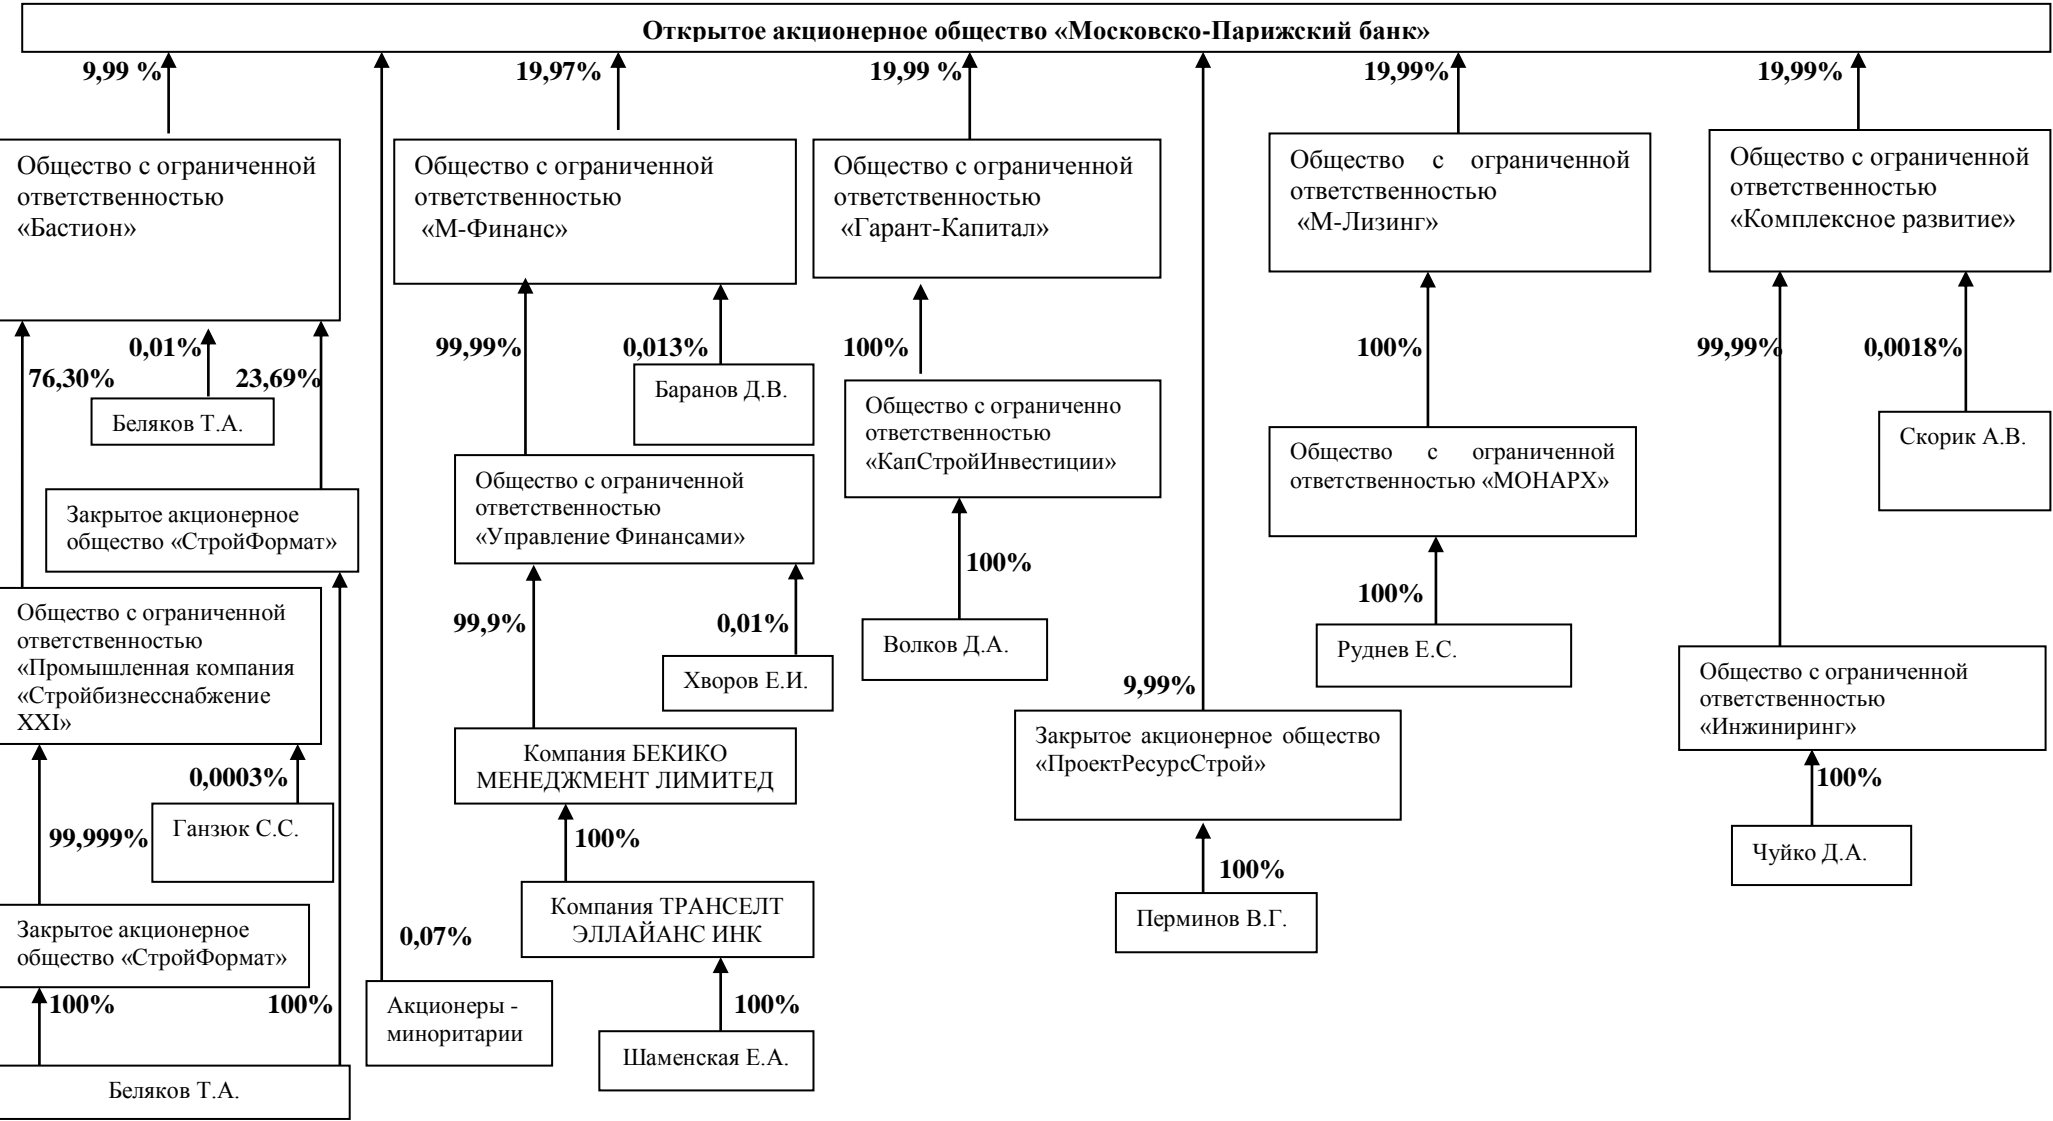 Открытое акционерное общество «Московско-Парижский банк»
9,99 %
19,97%
19,99 %
19,99%
19,99%
Общество с ограниченной
ответственностью
«Бастион»
Общество с ограниченной
ответственностью
«М-Финанс»
Общество с ограниченной
ответственностью
«Гарант-Капитал»
Общество с ограниченной
ответственностью
«М-Лизинг»
Общество с ограниченной
ответственностью
«Комплексное развитие»
0,01%
76,30%
23,69%
Беляков Т.А.
99,99%
0,013%
Баранов Д.В.
100%
100%
99,99%
0,0018%
Общество с ограниченно
ответственностью
«КапСтройИнвестиции»
Скорик А.В.
Общество с ограниченной
ответственностью «МОНАРХ»
Общество с ограниченной
ответственностью
«Управление Финансами»
Закрытое акционерное
общество «СтройФормат»
100%
100%
Общество с ограниченной
ответственностью
«Промышленная компания
«Стройбизнесснабжение
XXI»
99,9%
0,01%
Хворов Е.И.
Волков Д.А.
Руднев Е.С.
9,99%
Общество с ограниченной
ответственностью
«Инжиниринг»
Закрытое акционерное общество
«ПроектРесурсСтрой»
Компания БЕКИКО
МЕНЕДЖМЕНТ ЛИМИТЕД
0,0003%
100%
99,999%
Ганзюк С.С.
100%
Чуйко Д.А.
100%
Компания ТРАНСЕЛТ
ЭЛЛАЙАНС ИНК
Перминов В.Г.
Закрытое акционерное
общество «СтройФормат»
0,07%
100%
100%
Акционеры -
миноритарии
100%
Шаменская Е.А.
Беляков Т.А.